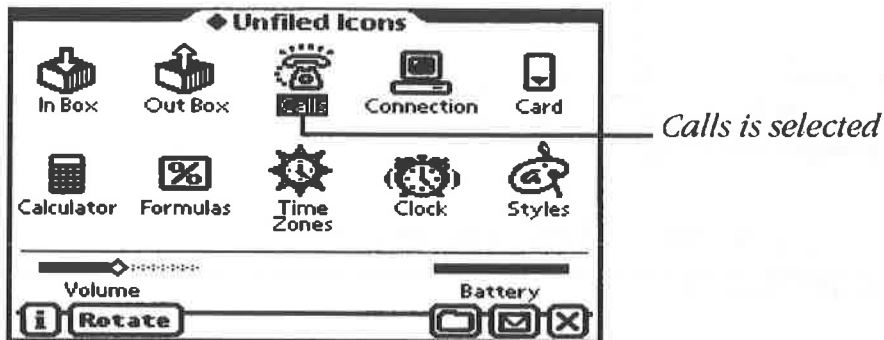 Unfiled Icons
In Box Out Box Calls Connection Card
Calls is selected
Calculator Formulas Time Zones Clock Styles
Volume Battery
i Rotate